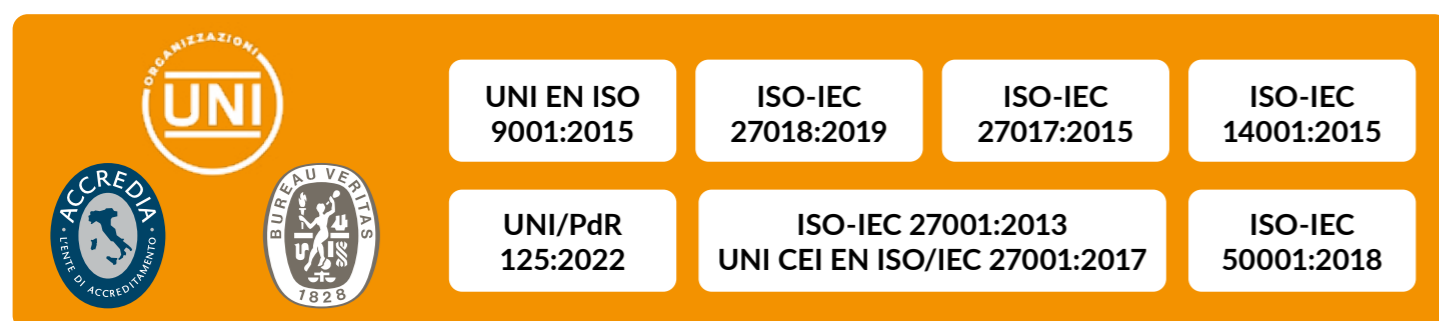 ORGANIZZAZIONI
UNI
ACCREDIA
L'ENTE DI ACCREDITAMENTO
BUREAU VERITAS
1828
UNI EN ISO
9001:2015
ISO-IEC
27018:2019
ISO-IEC
27017:2015
ISO-IEC
14001:2015
UNI/PdR
125:2022
ISO-IEC 27001:2013
UNI CEI EN ISO/IEC 27001:2017
ISO-IEC
50001:2018